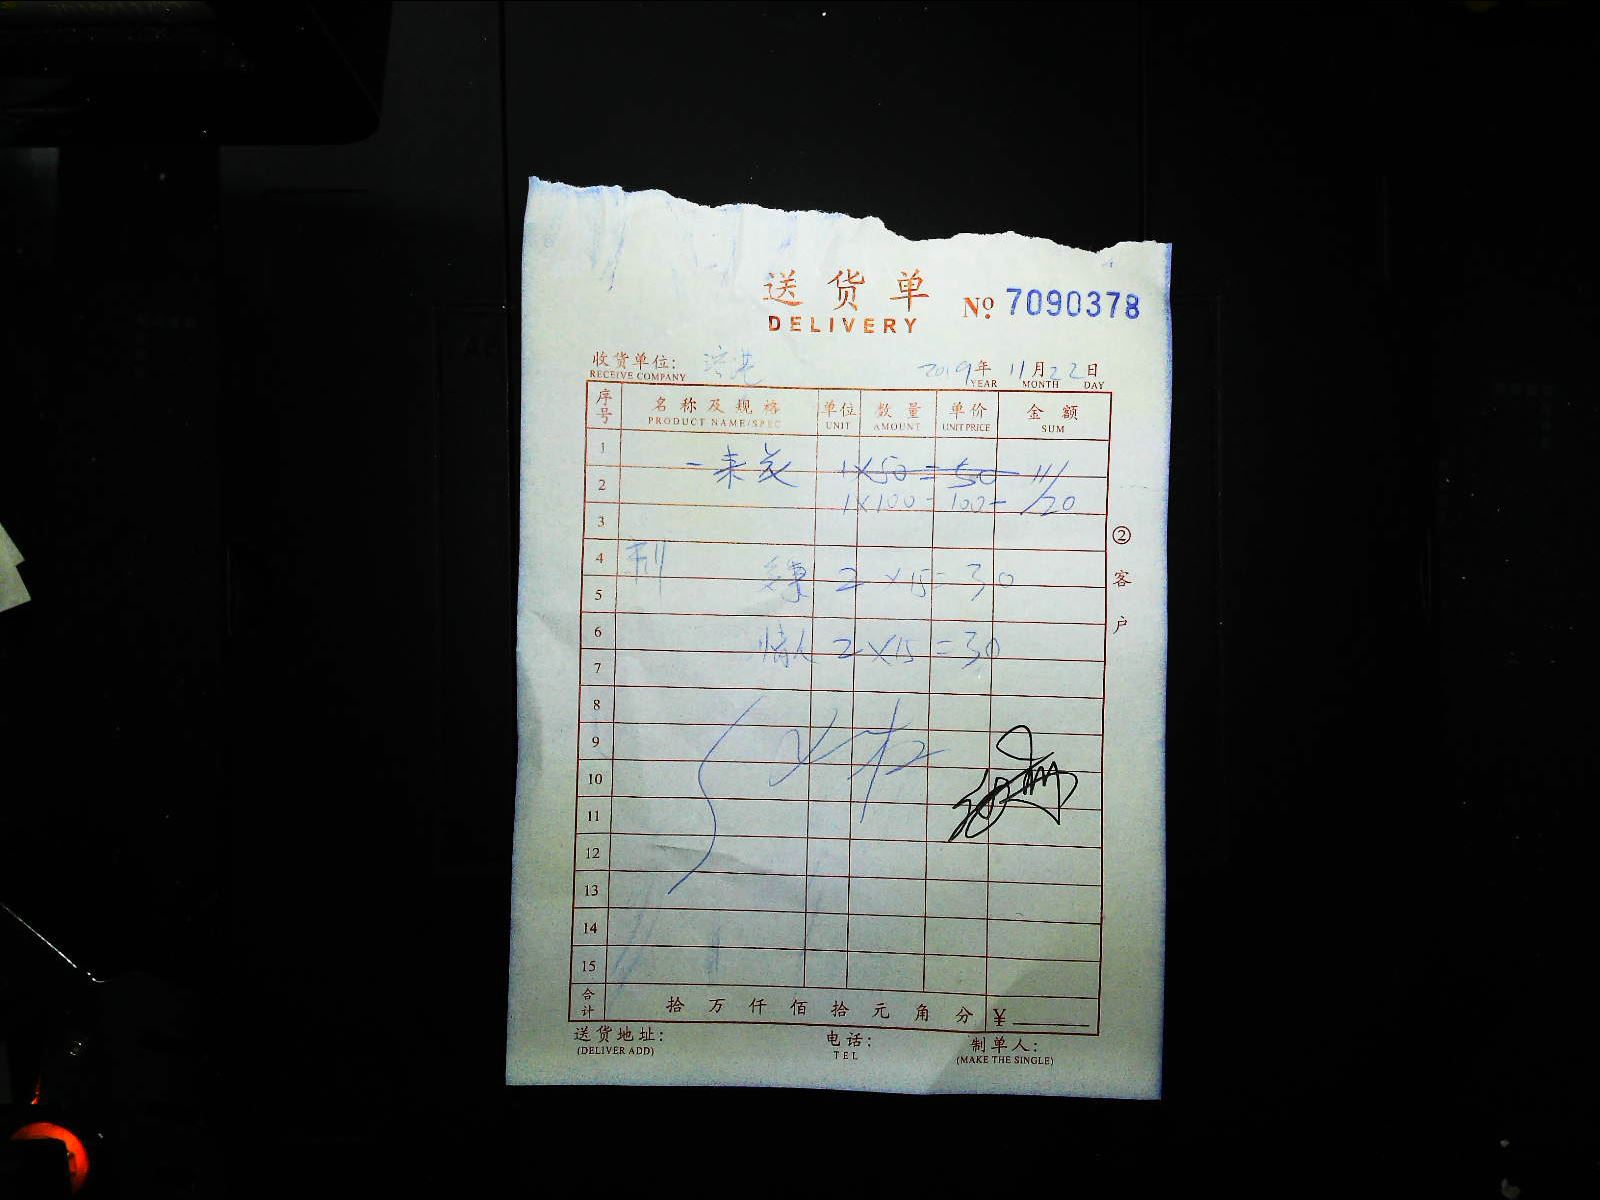 送货单
DELIVERY
№ 7090378
收货单位:
RECEIVE COMPANY
2019年 11月22日
YEAR MONTH DAY
序号 名称及规格 单位 数量 单价 金额
PRODUCT NAME/SPEC UNIT AMOUNT UNIT PRICE SUM
1
1×50=50 11/20
2
1×100=100
3
4
2×15=30
5
6
情人 2×15=30
7
8
9
10
11
12
13
14
15
合计 拾 万 仟 佰 拾 元 角 分 ¥
② 客户
送货地址: 电话: 制单人:
(DELIVER ADD) TEL (MAKE THE SINGLE)